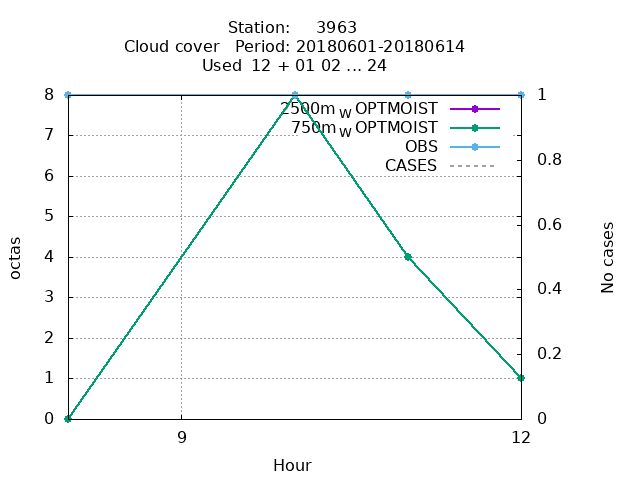 Station: 3963
Cloud cover Period: 20180601-20180614
Used 12 + 01 02 ... 24
8 1
2500m W OPTMOIST
7
750m W OPTMOIST
OBS
0.8
CASES
6
0.6
5
octas
4
No cases
3
0.4
2
0.2
1
0 0
9 12
Hour